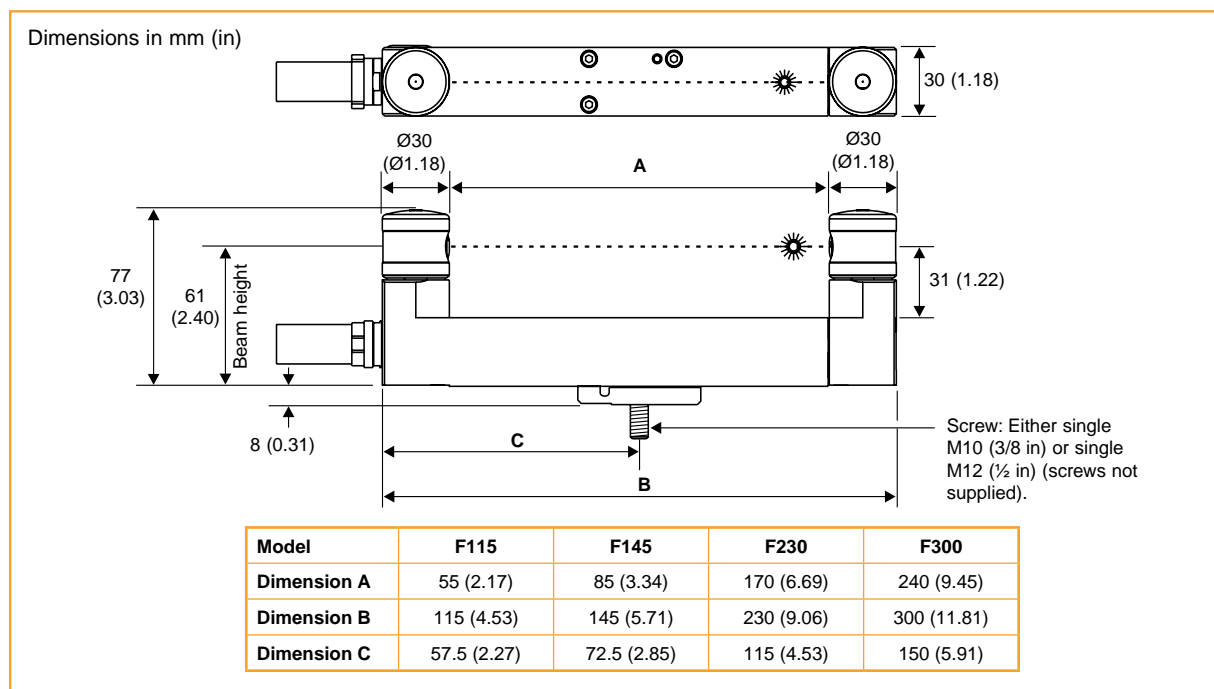 Dimensions in mm (in)
30 (1.18)
Ø30
(Ø1.18)
A
Ø30
(Ø1.18)
77
(3.03)
61
(2.40)
Beam height
31 (1.22)
8 (0.31)
C
B
Screw: Either single
M10 (3/8 in) or single
M12 (½ in) (screws not
supplied).
Model F115 F145 F230 F300
Dimension A 55 (2.17) 85 (3.34) 170 (6.69) 240 (9.45)
Dimension B 115 (4.53) 145 (5.71) 230 (9.06) 300 (11.81)
Dimension C 57.5 (2.27) 72.5 (2.85) 115 (4.53) 150 (5.91)